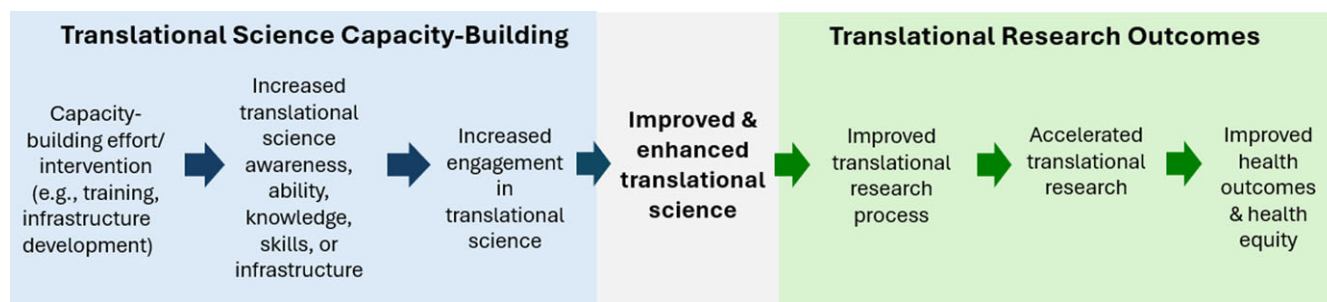 Translational Science Capacity-Building
Translational Research Outcomes
Capacity-
building effort/
intervention
(e.g., training,
infrastructure
development)
Increased
translational
science
awareness,
ability,
knowledge,
skills, or
infrastructure
Increased
engagement
in
translational
science
Improved &
enhanced
translational
science
Improved
translational
research
process
Accelerated
translational
research
Improved
health
outcomes
& health
equity